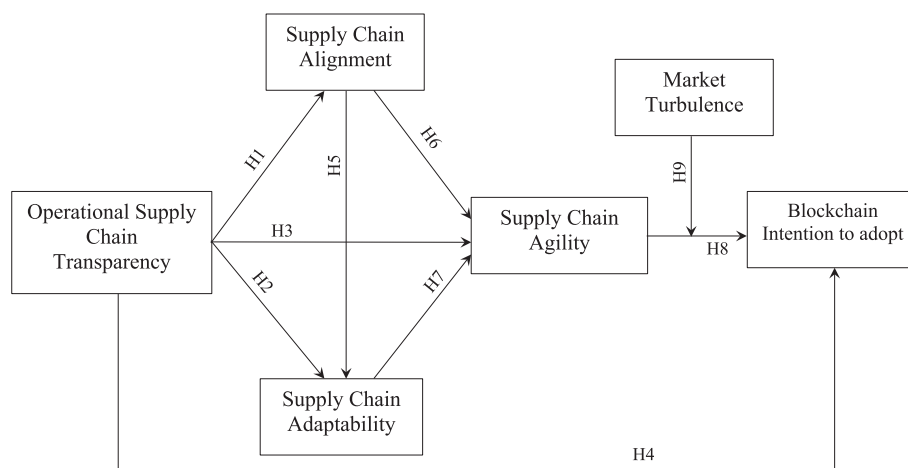 Supply Chain
Alignment
Market
Turbulence
H1
H5
H6
H9
Operational Supply
Chain
Transparency
H3
Supply Chain
Agility
H8
Blockchain
Intention to adopt
H2
H7
Supply Chain
Adaptability
H4